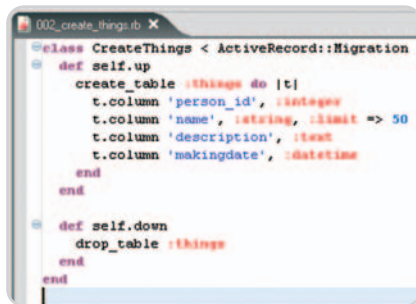 002_create_things.rb
class CreateThings < ActiveRecord::Migration
  def self.up
    create_table :things do |t|
      t.column 'person_id', :integer
      t.column 'name', :string, :limit => 50
      t.column 'description', :text
      t.column 'makingdate', :datetime
    end
  end

  def self.down
    drop_table :things
  end
end